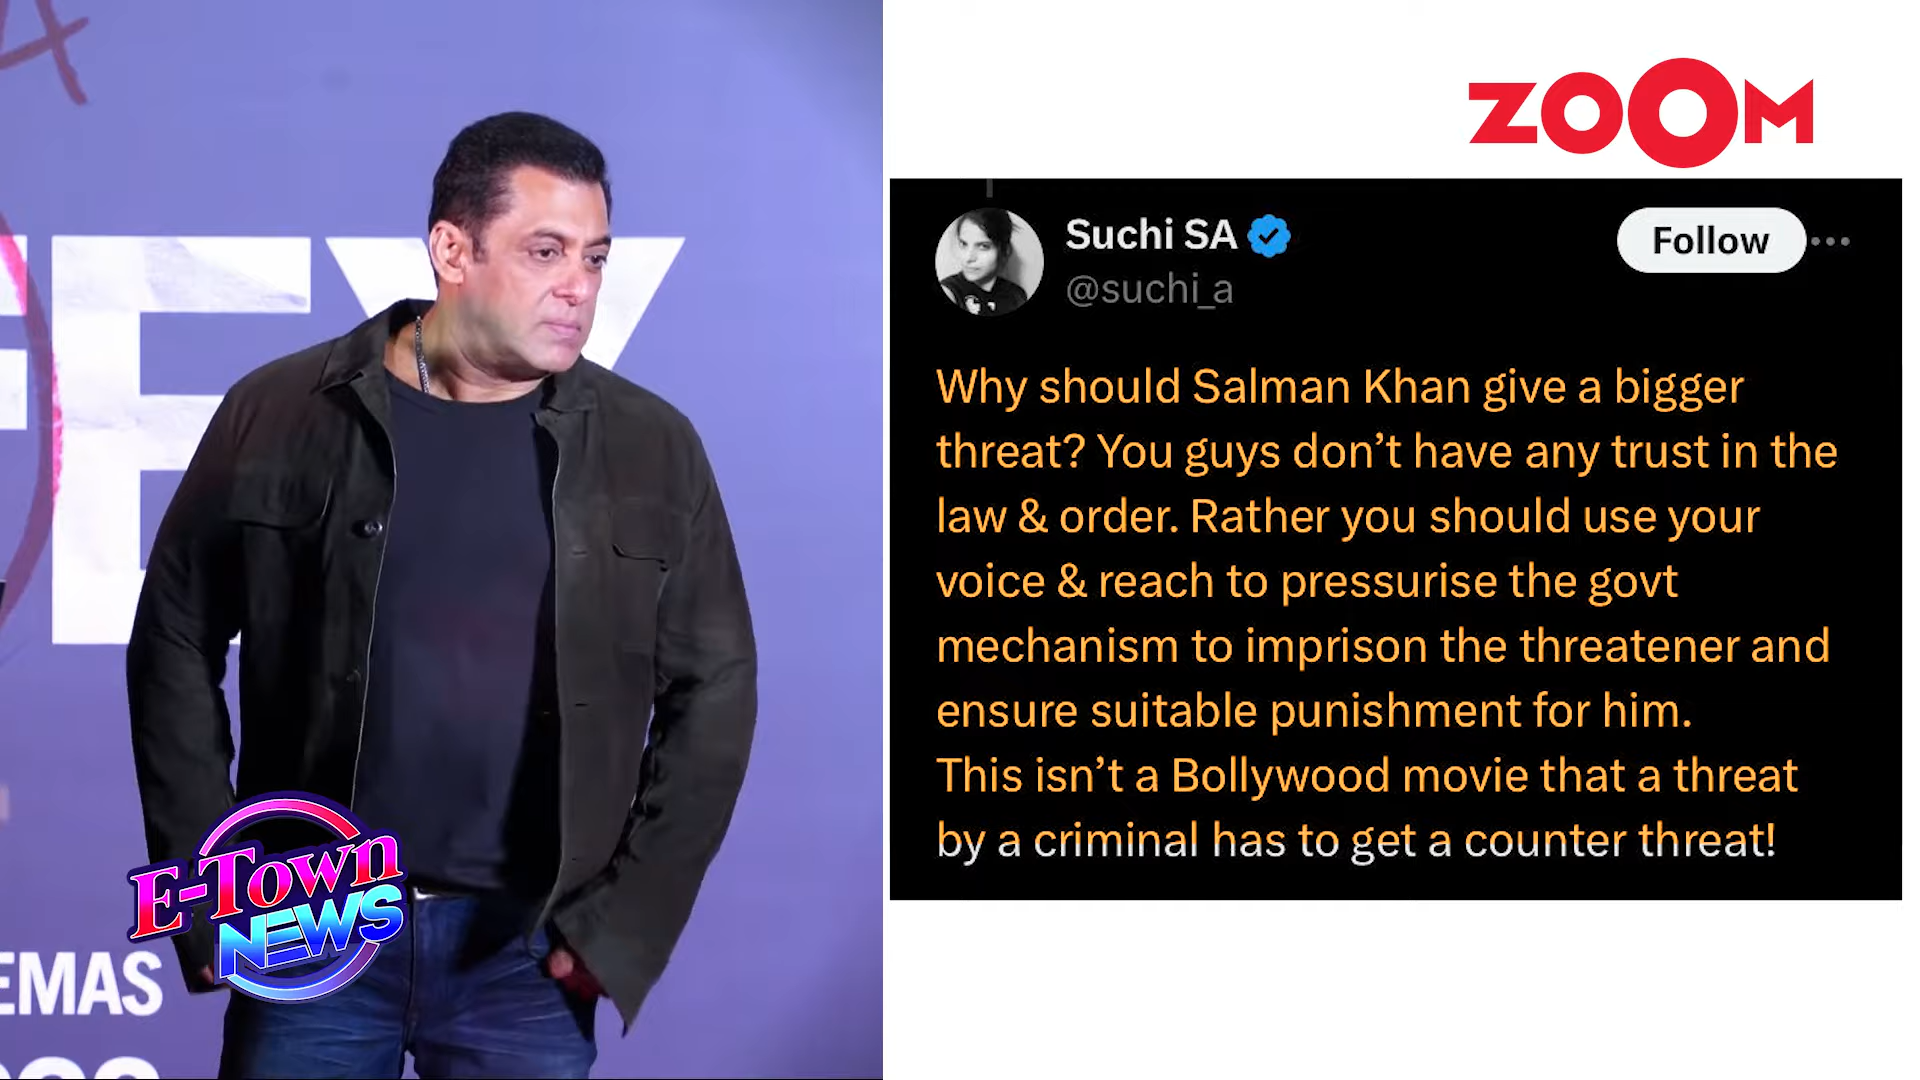 ZOOM
Suchi SA
Follow
@suchi_a
Why should Salman Khan give a bigger
threat? You guys don't have any trust in the
law & order. Rather you should use your
voice & reach to pressurise the govt
mechanism to imprison the threatener and
ensure suitable punishment for him.
This isn't a Bollywood movie that a threat
by a criminal has to get a counter threat!
E-TOWN
NEWS
EMAS